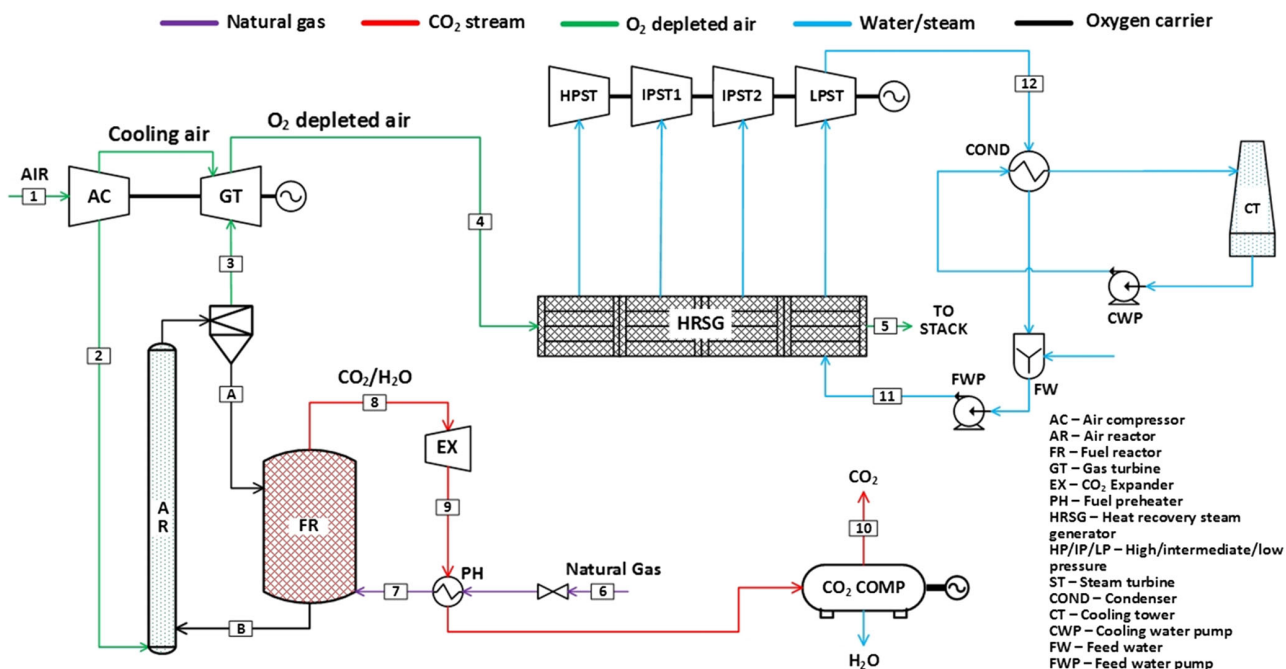 Natural gas
CO₂ stream
O₂ depleted air
Water/steam
Oxygen carrier
HPST
IPST1
IPST2
LPST
12
Cooling air
O₂ depleted air
COND
AIR
1
AC
GT
CT
4
3
HRSG
TO
STACK
5
CWP
2
FWP
FW
11
A
CO₂/H₂O
8
EX
A
R
FR
9
PH
Natural Gas
7
6
B
CO₂
10
CO₂ COMP
H₂O
AC – Air compressor
AR – Air reactor
FR – Fuel reactor
GT – Gas turbine
EX – CO₂ Expander
PH – Fuel preheater
HRSG – Heat recovery steam
generator
HP/IP/LP – High/intermediate/low
pressure
ST – Steam turbine
COND – Condenser
CT – Cooling tower
CWP – Cooling water pump
FW – Feed water
FWP – Feed water pump